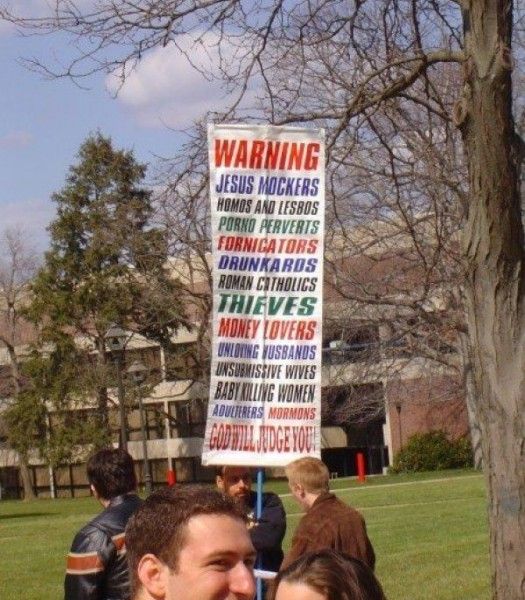 WARNING
JESUS MOCKERS
HOMOS AND LESBOS
PORNO PERVERTS
FORNICATORS
DRUNKARDS
ROMAN CATHOLICS
THIEVES
MONEY LOVERS
UNLOVING HUSBANDS
UNSUBMISSIVE WIVES
BABY KILLING WOMEN
ADULTERERS MORMONS
GOD WILL JUDGE YOU!